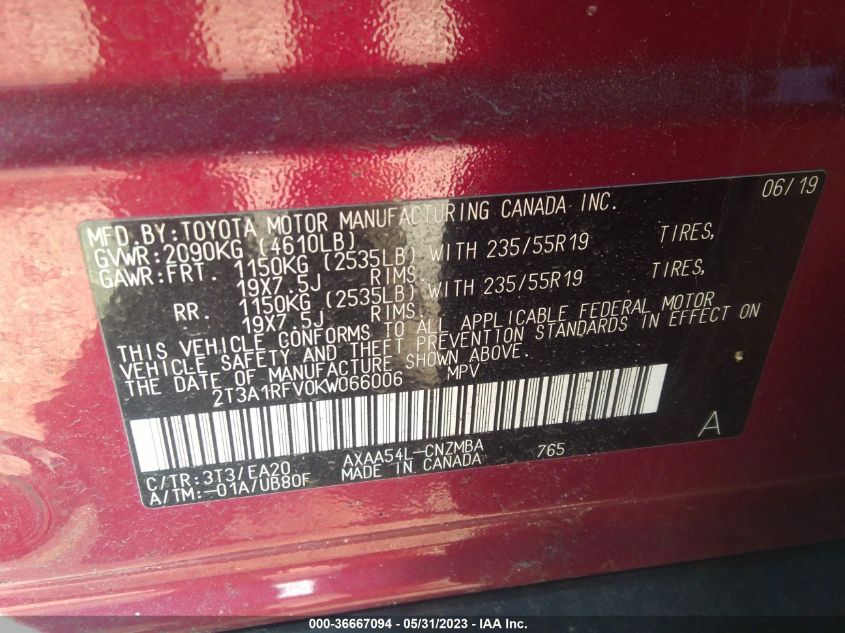 06/19
MFD.BY:TOYOTA MOTOR MANUFACTURING CANADA INC.
GVWR:2090KG (4610LB)
GAWR:FRT. 1150KG (2535LB) WITH 235/55R19 TIRES,
19X7.5J RIMS
RR. 1150KG (2535LB) WITH 235/55R19 TIRES,
19X7.5J RIMS.
THIS VEHICLE CONFORMS TO ALL APPLICABLE FEDERAL MOTOR
VEHICLE SAFETY AND THEFT PREVENTION STANDARDS IN EFFECT ON
THE DATE OF MANUFACTURE SHOWN ABOVE.
2T3A1RFV0KW066006 MPV
A
C/TR:3T3/EA20 AXAA54L-CNZMBA 765
A/TM:-01A/UB80F MADE IN CANADA
000-36667094 - 05/31/2023 - IAA Inc.